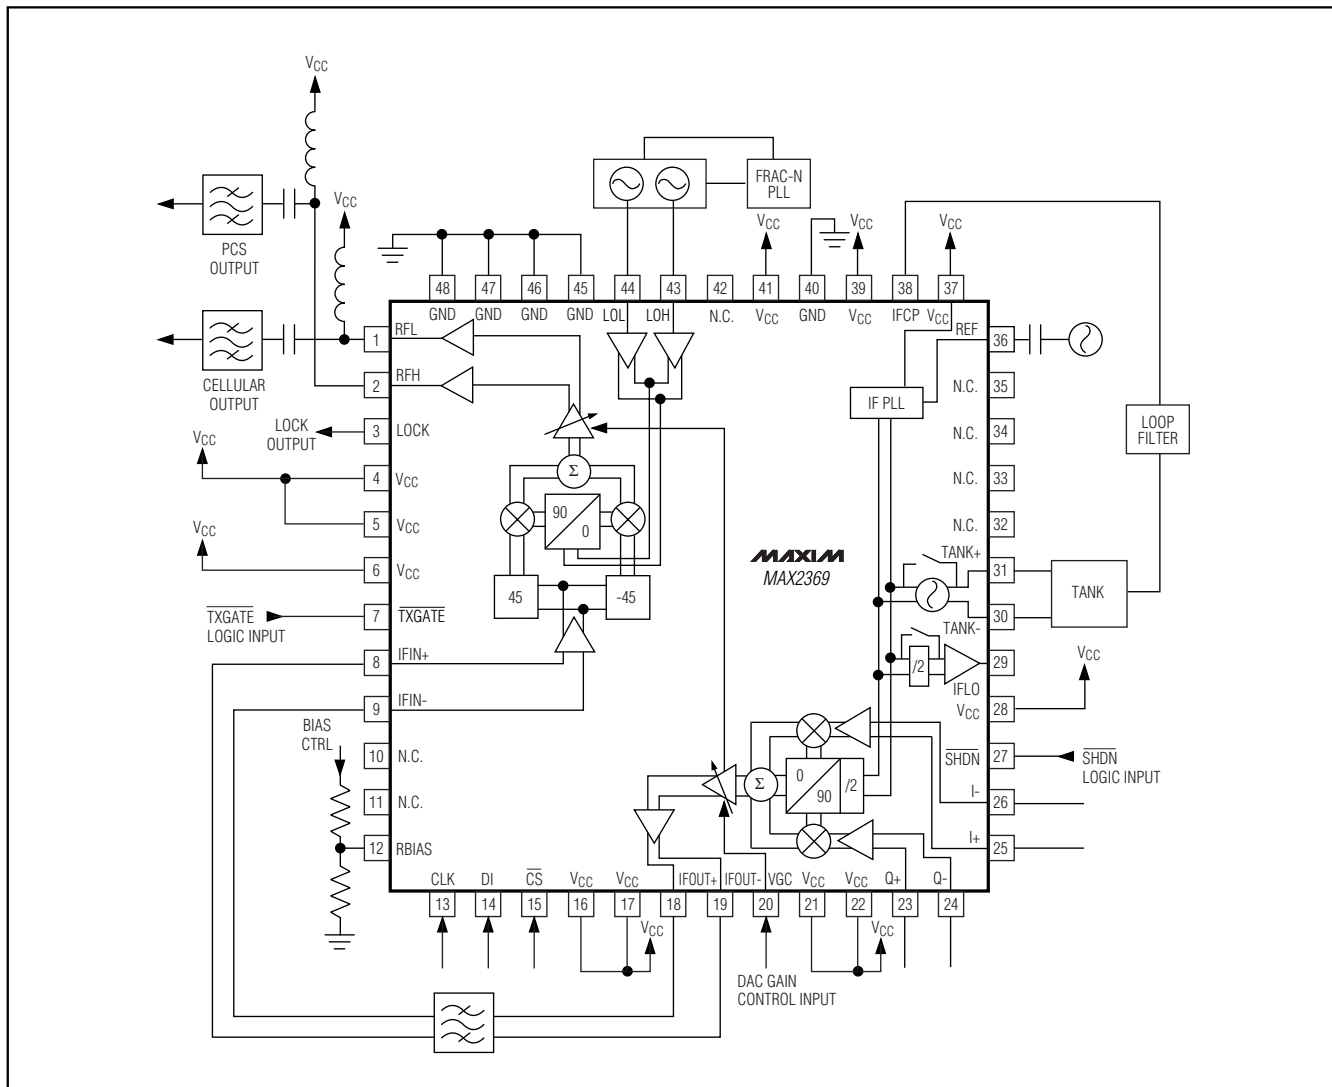 VCC
FRAC-N
PLL
VCC
PCS
OUTPUT
VCC
VCC
VCC
48
47
46
45
44
43
42
41
40
39
38
37
GND
GND
GND
GND
LOL
LOH
N.C.
VCC
GND
VCC
IFCP
VCC
1
RFL
REF
36
CELLULAR
OUTPUT
2
RFH
N.C.
35
IF PLL
LOCK
OUTPUT
3
LOCK
N.C.
34
LOOP
FILTER
VCC
4
VCC
Σ
N.C.
33
90
0
VCC
5
VCC
N.C.
32
MAXIM
MAX2369
6
VCC
TANK+
31
45
-45
TANK
TXGATE
LOGIC INPUT
7
TXGATE
TANK-
30
8
IFIN+
/2
29
IFLO
VCC
9
IFIN-
VCC
28
BIAS
CTRL
10
N.C.
SHDN
27
SHDN
LOGIC INPUT
Σ
0
90
/2
I-
26
11
N.C.
12
RBIAS
I+
25
CLK
DI
CS
VCC
VCC
IFOUT+
IFOUT-
VGC
VCC
VCC
Q+
Q-
13
14
15
16
17
18
19
20
21
22
23
24
VCC
VCC
DAC GAIN
CONTROL INPUT